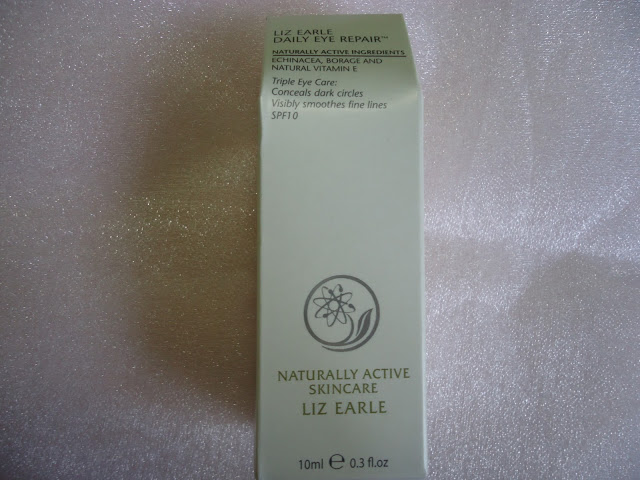 LIZ EARLE
DAILY EYE REPAIR™
NATURALLY ACTIVE INGREDIENTS
ECHINACEA, BORAGE AND
NATURAL VITAMIN E
Triple Eye Care:
Conceals dark circles
Visibly smoothes fine lines
SPF10
NATURALLY ACTIVE
SKINCARE
LIZ EARLE
10ml ℮ 0.3 fl.oz